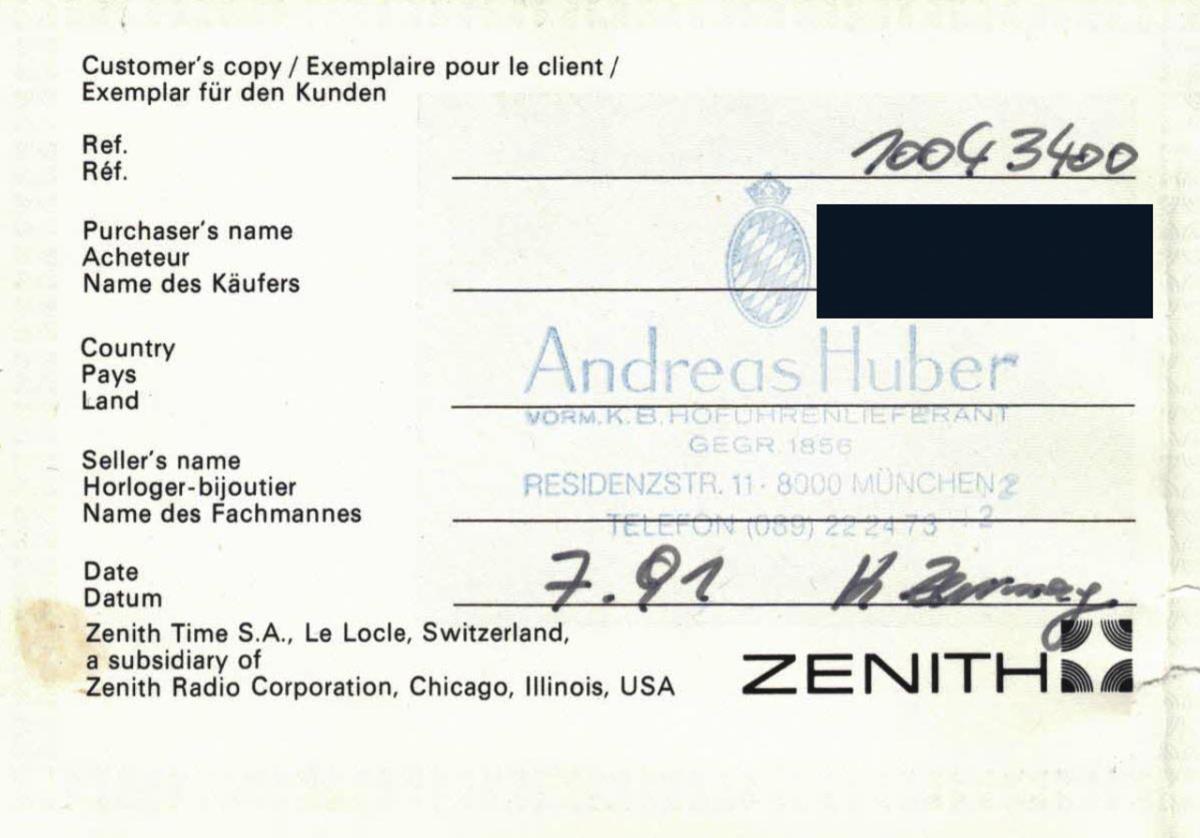 Customer's copy / Exemplaire pour le client /
Exemplar für den Kunden
Ref.
Réf.
10043400
Purchaser's name
Acheteur
Name des Käufers
Country
Pays
Land
Andreas Huber
VORM. K. B. HOFUHRENLIEFERANT
GEGR. 1856
Seller's name
Horloger-bijoutier
Name des Fachmannes
RESIDENZSTR. 11 · 8000 MÜNCHEN 2
TELEFON (089) 22 24 73
Date
Datum
7.91
Zenith Time S.A., Le Locle, Switzerland,
a subsidiary of
Zenith Radio Corporation, Chicago, Illinois, USA
ZENITH